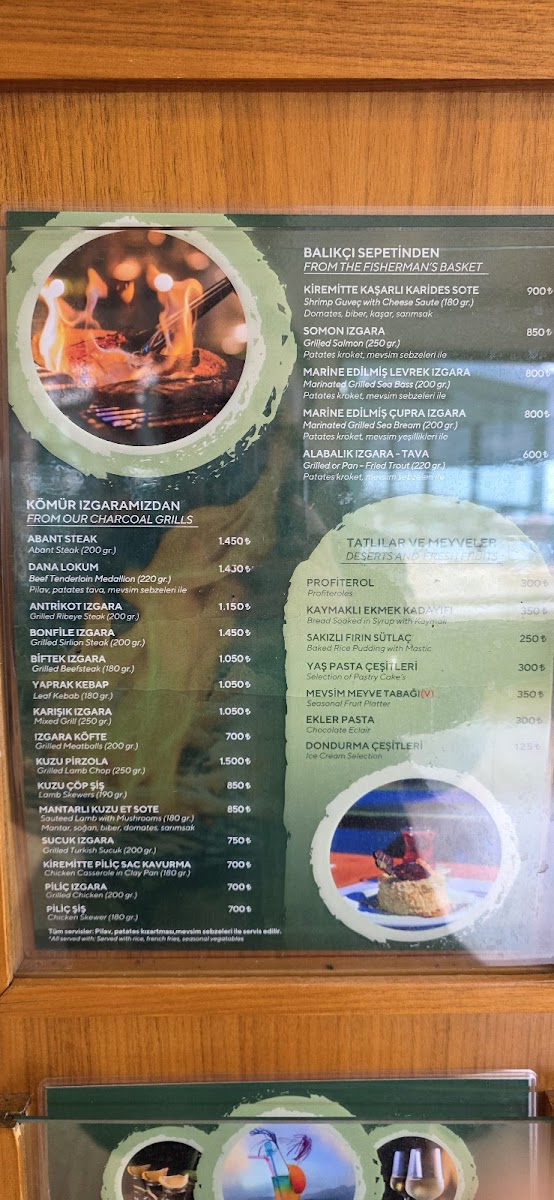 BALIKÇI SEPETİNDEN
FROM THE FISHERMAN'S BASKET
KİREMİTTE KAŞARLI KARİDES SOTE 900₺
Shrimp Guveç with Cheese Saute (180 gr.)
Domates, biber, kaşar, sarımsak
SOMON IZGARA 850₺
Grilled Salmon (250 gr.)
Patates kroket, mevsim sebzeleri ile
MARİNE EDİLMİŞ LEVREK IZGARA 800₺
Marinated Grilled Sea Bass (200 gr.)
Patates kroket, mevsim sebzeleri ile
MARİNE EDİLMİŞ ÇUPRA IZGARA 800₺
Marinated Grilled Sea Bream (200 gr.)
Patates kroket, mevsim yeşillikleri ile
ALABALIK IZGARA - TAVA 600₺
Grilled or Pan - Fried Trout (220 gr.)
Patates kroket, mevsim sebzeleri ile
KÖMÜR IZGARAMIZDAN
FROM OUR CHARCOAL GRILLS
ABANT STEAK 1.450₺
Abant Steak (200 gr.)
DANA LOKUM 1.430₺
Beef Tenderloin Medallion (220 gr.)
Pilav, patates tava, mevsim sebzeleri ile
ANTRİKOT IZGARA 1.150₺
Grilled Ribeye Steak (200 gr.)
BONFİLE IZGARA 1.450₺
Grilled Sirlion Steak (200 gr.)
BİFTEK IZGARA 1.050₺
Grilled Beefsteak (180 gr.)
YAPRAK KEBAP 1.050₺
Leaf Kebab (180 gr.)
KARIŞIK IZGARA 1.050₺
Mixed Grill (250 gr.)
IZGARA KÖFTE 700₺
Grilled Meatballs (200 gr.)
KUZU PİRZOLA 1.500₺
Grilled Lamb Chop (250 gr.)
KUZU ÇÖP ŞİŞ 850₺
Lamb Skewers (190 gr.)
MANTARLI KUZU ET SOTE 850₺
Sauteed Lamb with Mushrooms (180 gr.)
Mantar, soğan, biber, domates, sarımsak
SUCUK IZGARA 750₺
Grilled Turkish Sucuk (200 gr.)
KİREMİTTE PİLİÇ SAC KAVURMA 700₺
Chicken Casserole in Clay Pan (180 gr.)
PİLİÇ IZGARA 700₺
Grilled Chicken (200 gr.)
PİLİÇ ŞİŞ 700₺
Chicken Skewer (180 gr.)
Tüm servisler: Pilav, patates kızartması,mevsim sebzeleri ile servis edilir.
*All served with: Served with rice, french fries, seasonal vegatables
TATLILAR VE MEYVELER
DESERTS AND FRESH FRUITS
PROFİTEROL 300₺
Profiteroles
KAYMAKLI EKMEK KADAYIFI 350₺
Bread Soaked in Syrup with Kaymak
SAKIZLI FIRIN SÜTLAÇ 250₺
Baked Rice Pudding with Mastic
YAŞ PASTA ÇEŞİTLERİ 300₺
Selection of Pastry Cake's
MEVSİM MEYVE TABAĞI(V) 350₺
Seasonal Fruit Platter
EKLER PASTA 300₺
Chocolate Eclair
DONDURMA ÇEŞİTLERİ
Ice Cream Selection